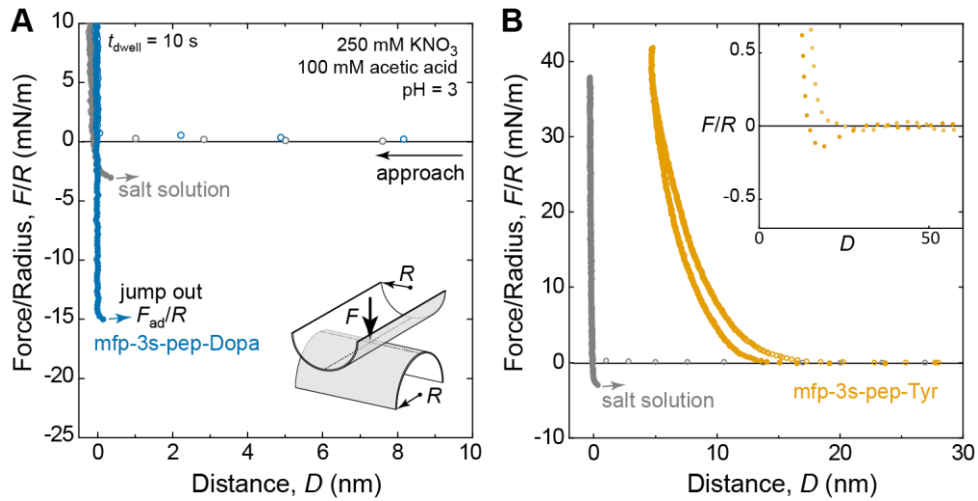 A
t_dwell = 10 s
250 mM KNO₃
100 mM acetic acid
pH = 3
approach
salt solution
jump out
F_ad/R
mfp-3s-pep-Dopa
R
F
R
Force/Radius, F/R (mN/m)
10
5
0
-5
-10
-15
-20
-25
0 2 4 6 8 10
Distance, D (nm)
B
Force/Radius, F/R (mN/m)
40
30
20
10
0
-10
0 10 20 30
Distance, D (nm)
salt solution
mfp-3s-pep-Tyr
0.5
F/R 0
-0.5
0 D 50